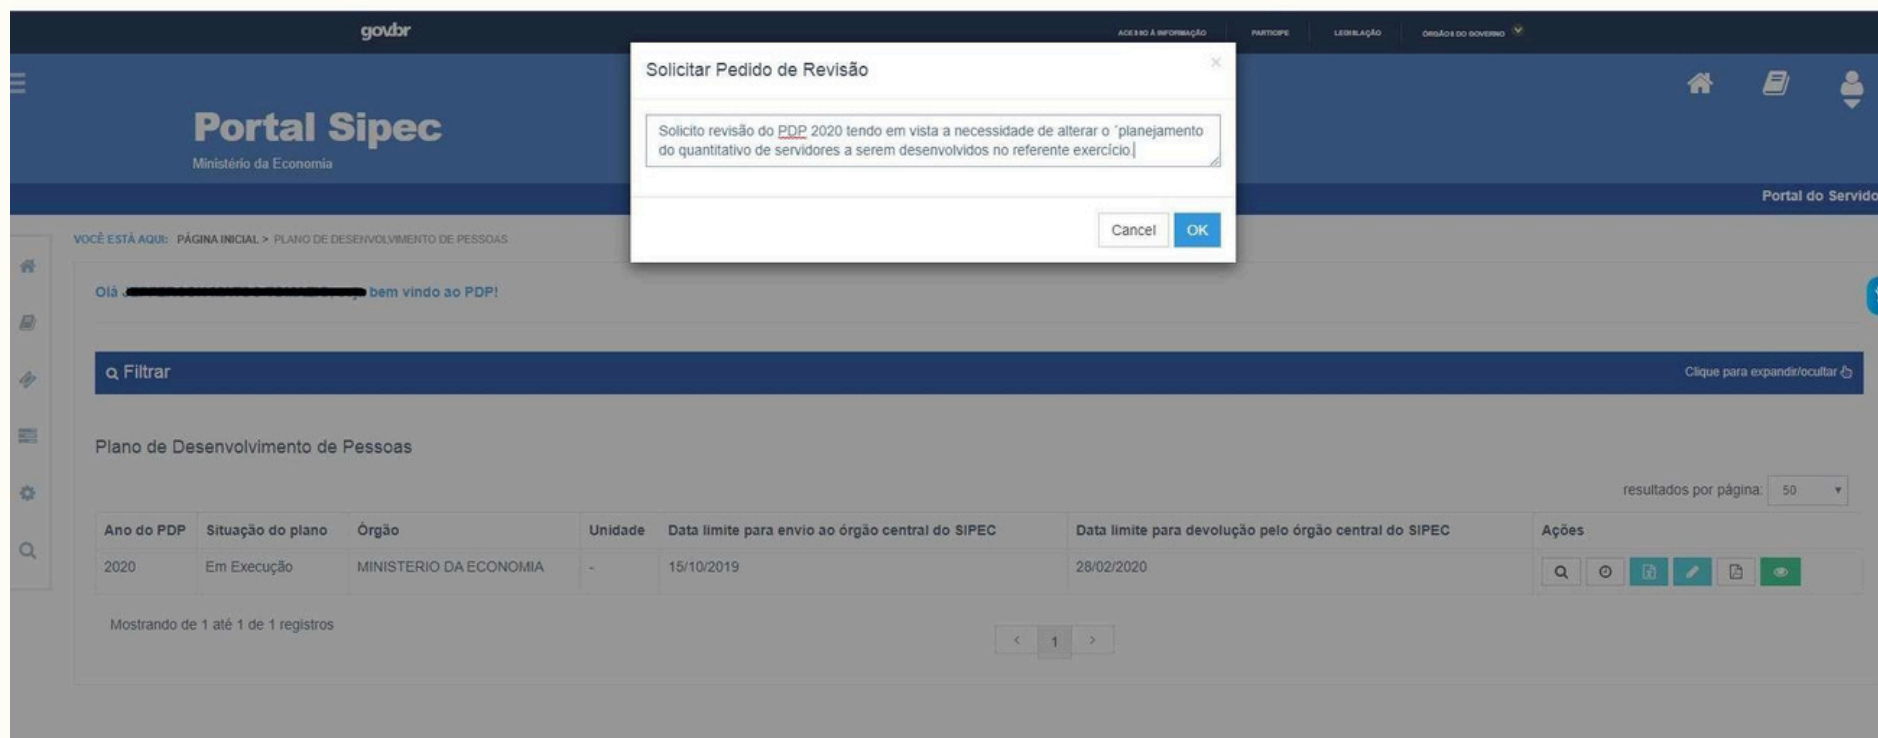 gov.br
ACESSO À INFORMAÇÃO PARTICIPE LEGISLAÇÃO ÓRGÃOS DO GOVERNO
Solicitar Pedido de Revisão ×
Portal Sipec
Ministério da Economia
Solicito revisão do PDP 2020 tendo em vista a necessidade de alterar o ´planejamento
do quantitativo de servidores a serem desenvolvidos no referente exercício.
Portal do Servido
Cancel OK
VOCÊ ESTÁ AQUI: PÁGINA INICIAL > PLANO DE DESENVOLVIMENTO DE PESSOAS
Olá bem vindo ao PDP!
Filtrar Clique para expandir/ocultar
Plano de Desenvolvimento de Pessoas
resultados por página: 50
Ano do PDP Situação do plano Órgão Unidade Data limite para envio ao órgão central do SIPEC Data limite para devolução pelo órgão central do SIPEC Ações
2020 Em Execução MINISTERIO DA ECONOMIA - 15/10/2019 28/02/2020
Mostrando de 1 até 1 de 1 registros
< 1 >